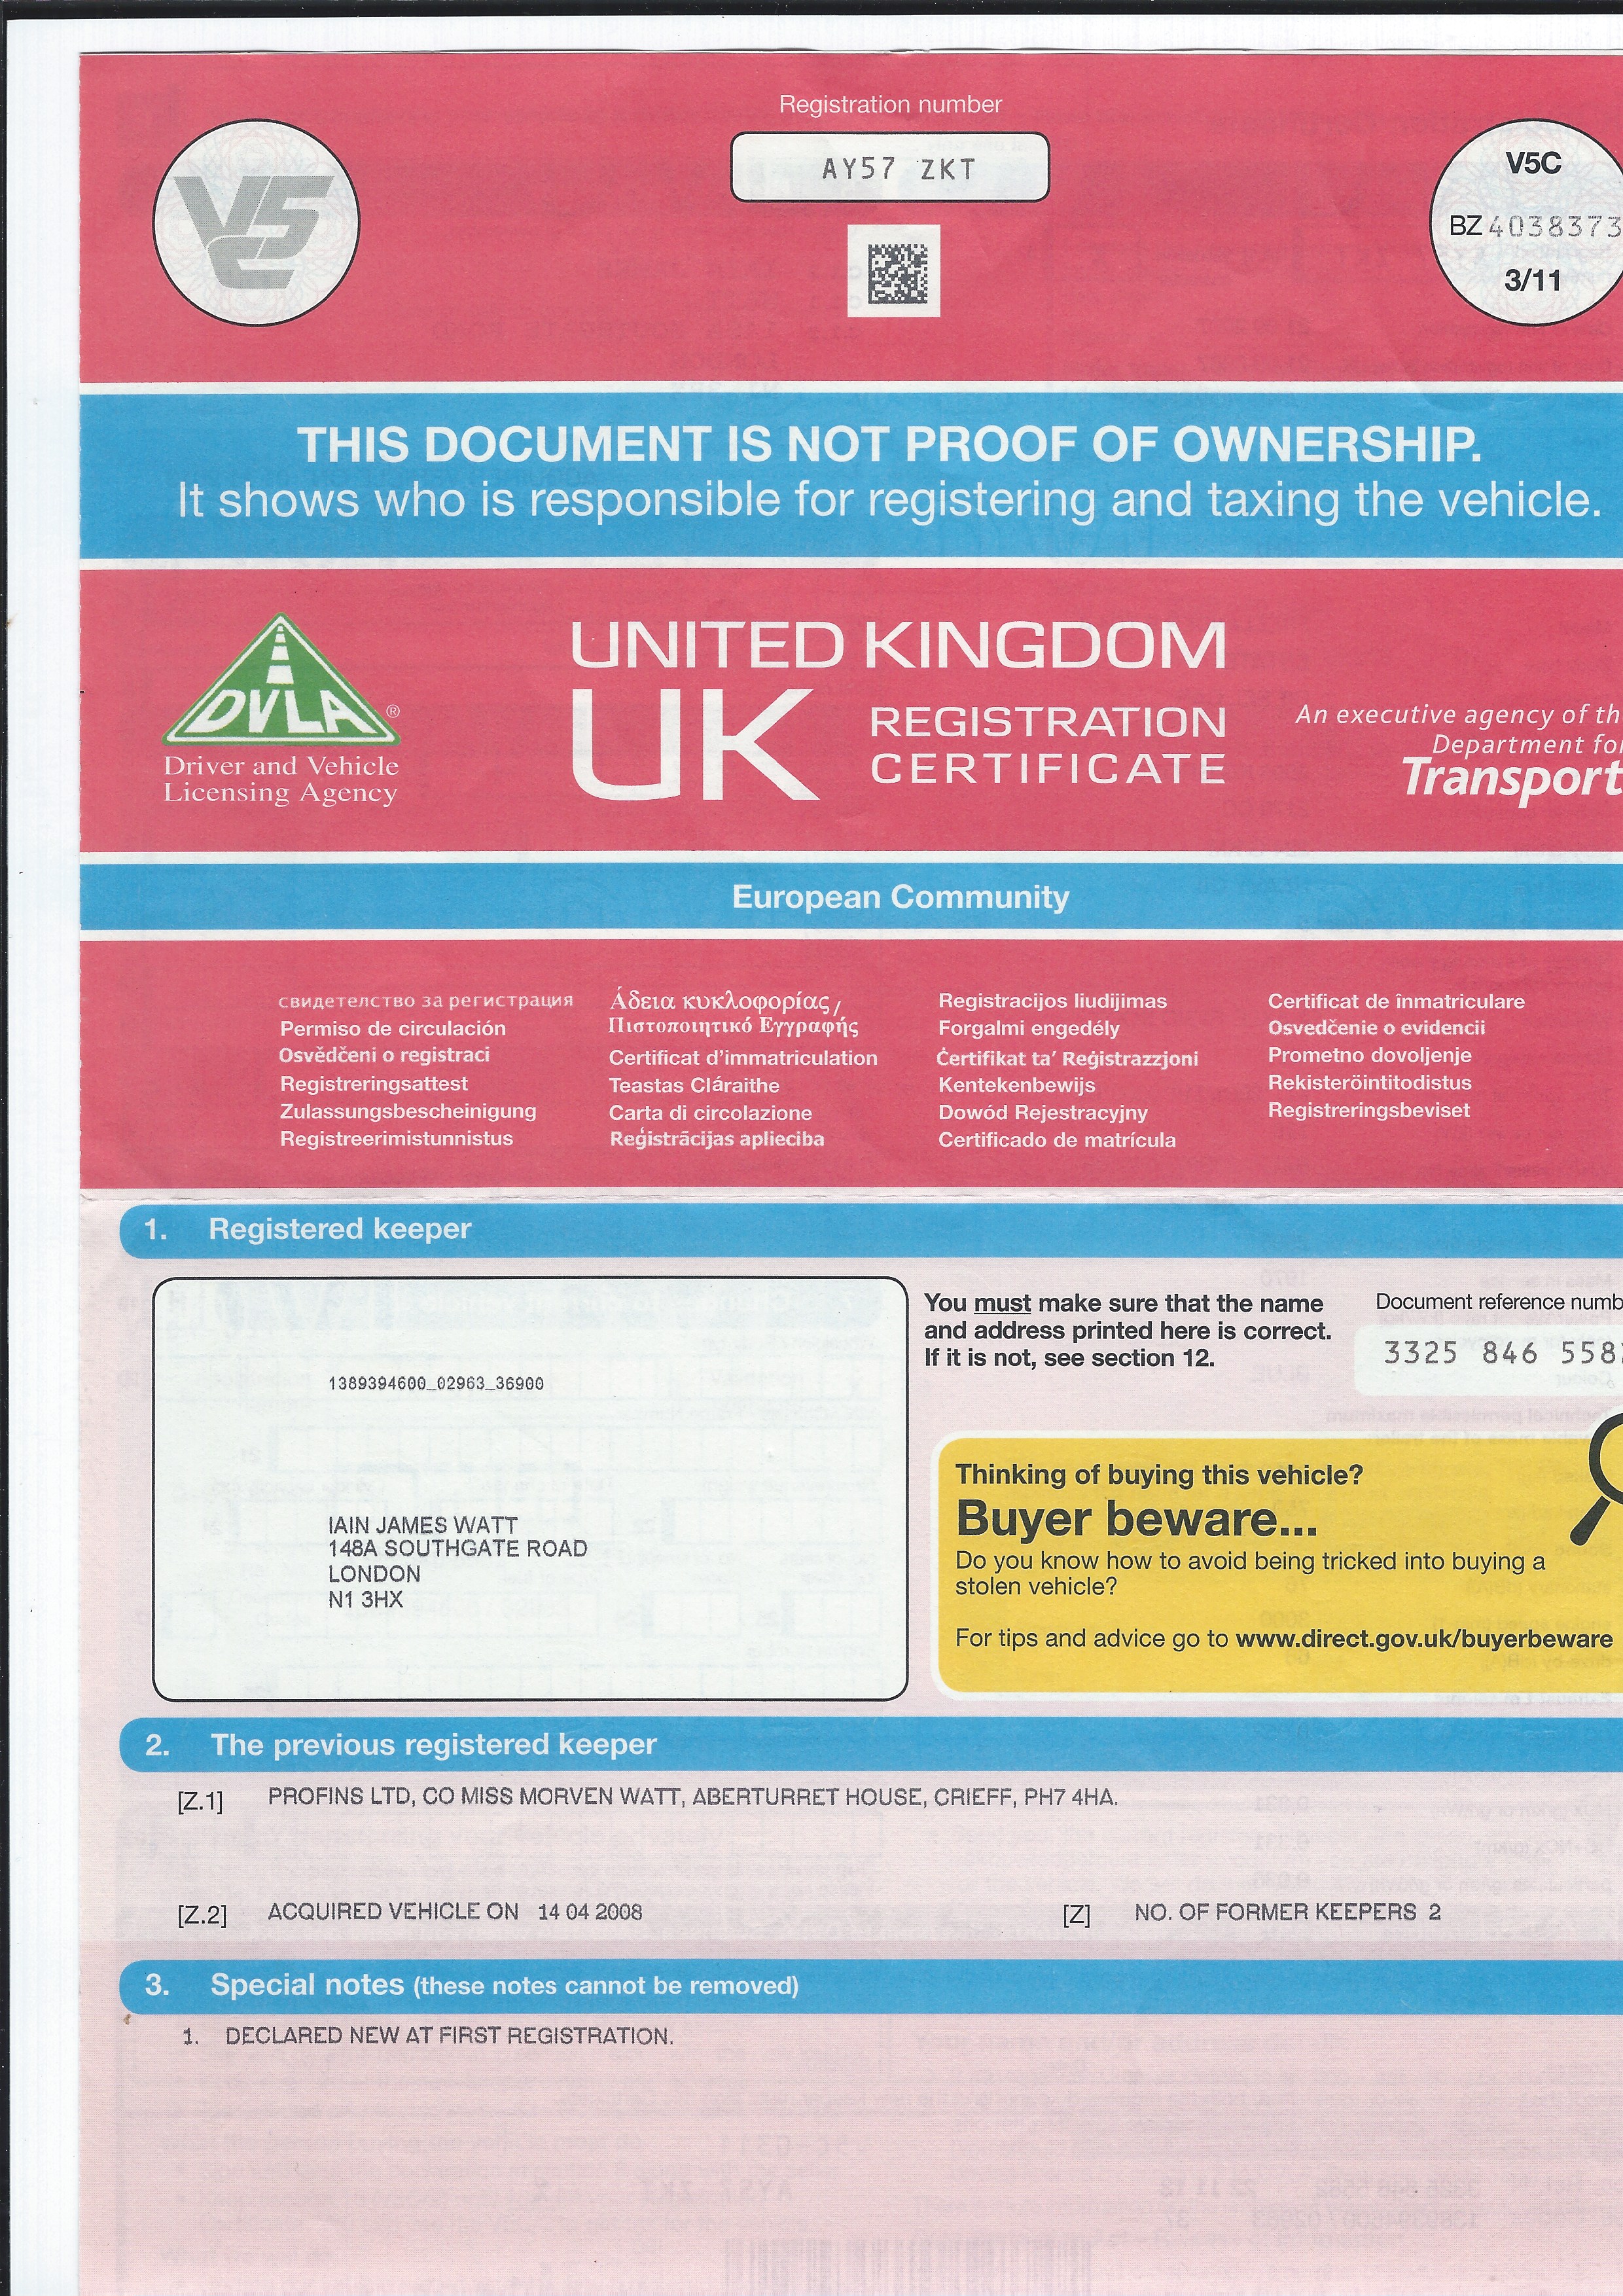 Registration number
AY57 ZKT
V5C
V5C
BZ 4038373
3/11
THIS DOCUMENT IS NOT PROOF OF OWNERSHIP.
It shows who is responsible for registering and taxing the vehicle.
DVLA ®
Driver and Vehicle
Licensing Agency
UNITED KINGDOM
UK REGISTRATION
CERTIFICATE
An executive agency of th
Department for
Transport
European Community
свидетелство за регистрация
Permiso de circulación
Osvědčeni o registraci
Registreringsattest
Zulassungsbescheinigung
Registreerimistunnistus
Άδεια κυκλοφορίας /
Πιστοποιητικό Εγγραφής
Certificat d'immatriculation
Teastas Cláraithe
Carta di circolazione
Reģistrācijas apliecība
Registracijos liudijimas
Forgalmi engedély
Ċertifikat ta' Reġistrazzjoni
Kentekenbewijs
Dowód Rejestracyjny
Certificado de matrícula
Certificat de înmatriculare
Osvedčenie o evidencii
Prometno dovoljenje
Rekisteröintitodistus
Registreringsbeviset
1. Registered keeper
1389394600_02963_36900
IAIN JAMES WATT
148A SOUTHGATE ROAD
LONDON
N1 3HX
You must make sure that the name
and address printed here is correct.
If it is not, see section 12.
Document reference numb
3325 846 558
Thinking of buying this vehicle?
Buyer beware...
Do you know how to avoid being tricked into buying a
stolen vehicle?
For tips and advice go to www.direct.gov.uk/buyerbeware
2. The previous registered keeper
[Z.1] PROFINS LTD, CO MISS MORVEN WATT, ABERTURRET HOUSE, CRIEFF, PH7 4HA.
[Z.2] ACQUIRED VEHICLE ON 14 04 2008
[Z] NO. OF FORMER KEEPERS 2
3. Special notes (these notes cannot be removed)
1. DECLARED NEW AT FIRST REGISTRATION.